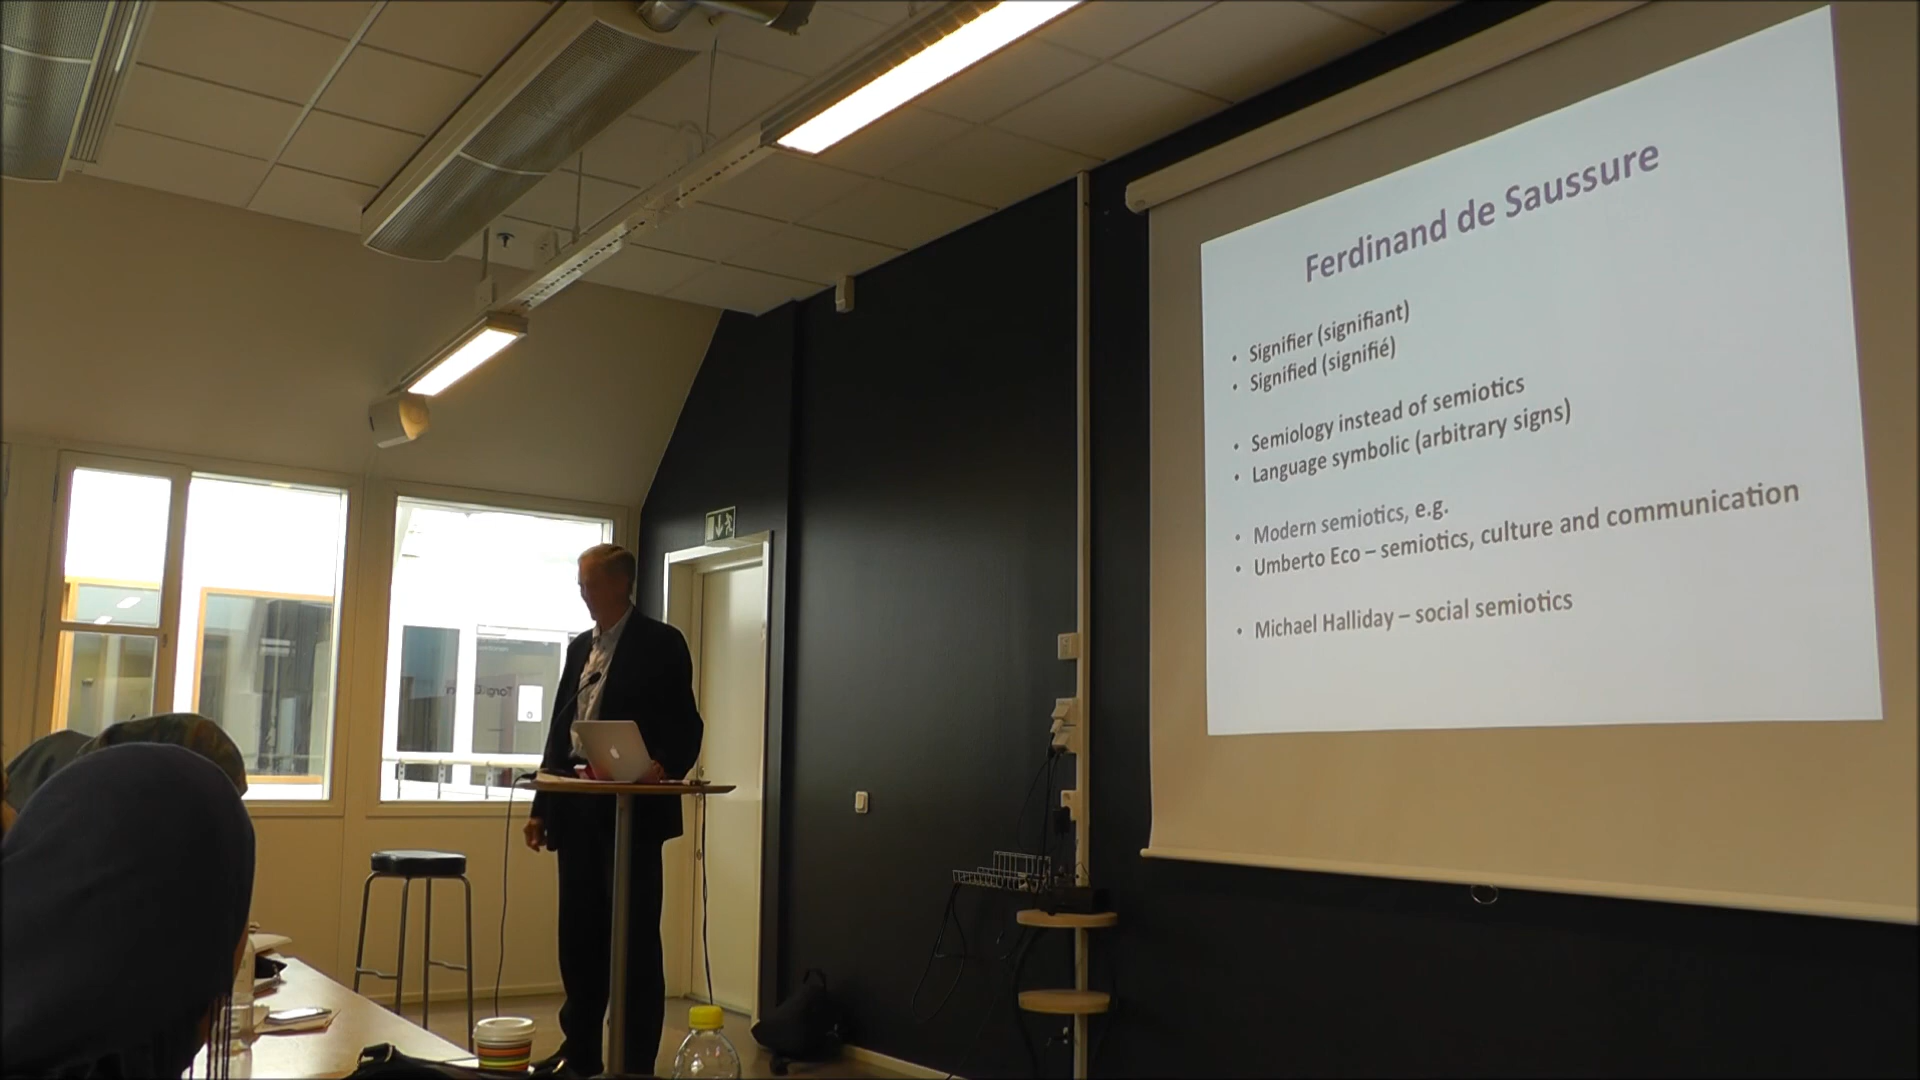 Ferdinand de Saussure
• Signifier (signifiant)
• Signified (signifié)
• Semiology instead of semiotics
• Language symbolic (arbitrary signs)
• Modern semiotics, e.g.
• Umberto Eco – semiotics, culture and communication
• Michael Halliday – social semiotics